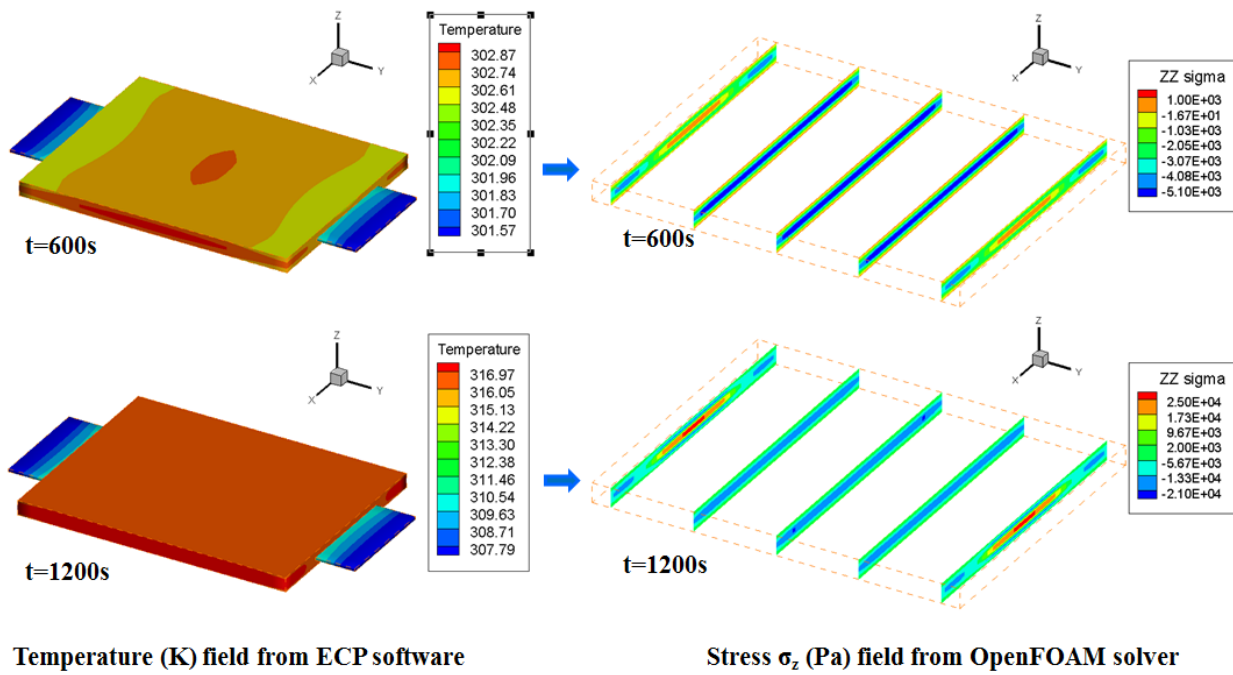 Z
X
Y
Temperature
302.87
302.74
302.61
302.48
302.35
302.22
302.09
301.96
301.83
301.70
301.57
t=600s
Z
X
Y
ZZ sigma
1.00E+03
-1.67E+01
-1.03E+03
-2.05E+03
-3.07E+03
-4.08E+03
-5.10E+03
t=600s
Z
X
Y
Temperature
316.97
316.05
315.13
314.22
313.30
312.38
311.46
310.54
309.63
308.71
307.79
t=1200s
Z
X
Y
ZZ sigma
2.50E+04
1.73E+04
9.67E+03
2.00E+03
-5.67E+03
-1.33E+04
-2.10E+04
t=1200s
Temperature (K) field from ECP software
Stress σz (Pa) field from OpenFOAM solver